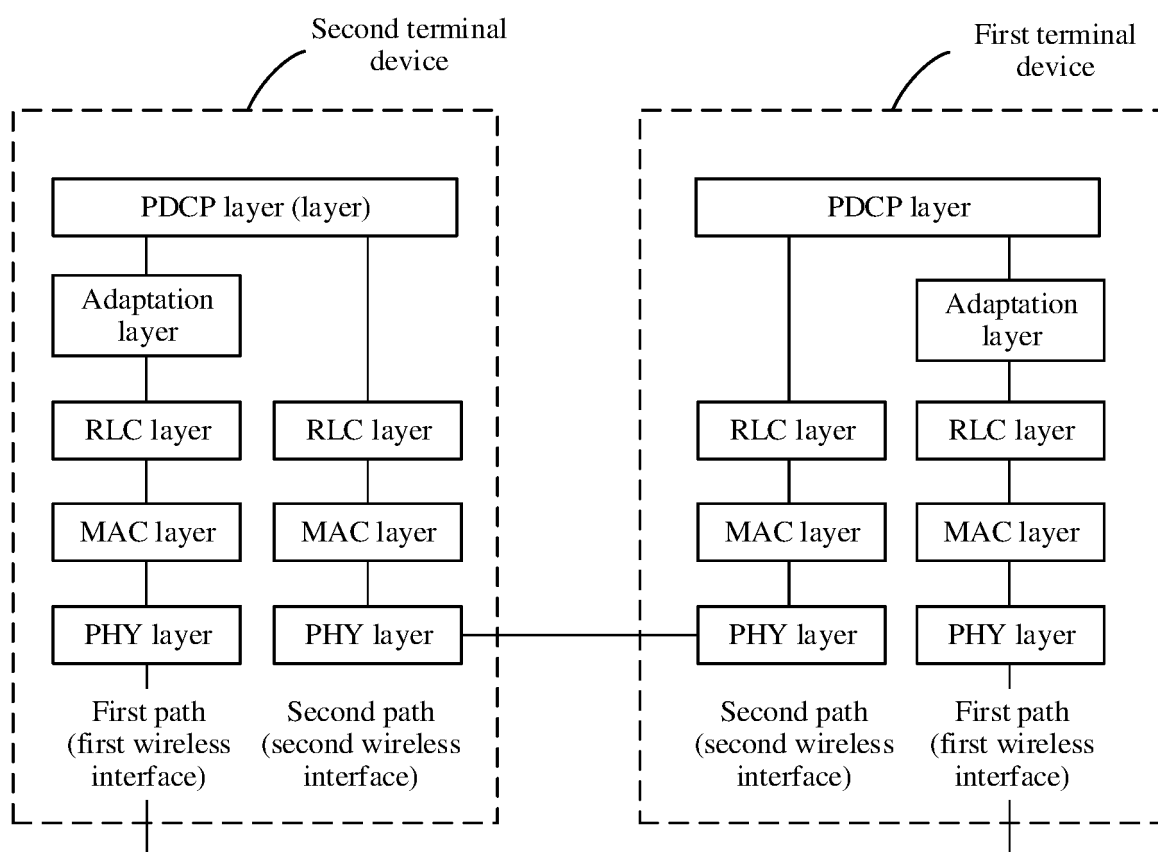 Second terminal
device
First terminal
device
PDCP layer (layer)
PDCP layer
Adaptation
layer
Adaptation
layer
RLC layer
RLC layer
RLC layer
RLC layer
MAC layer
MAC layer
MAC layer
MAC layer
PHY layer
PHY layer
PHY layer
PHY layer
First path
(first wireless
interface)
Second path
(second wireless
interface)
Second path
(second wireless
interface)
First path
(first wireless
interface)